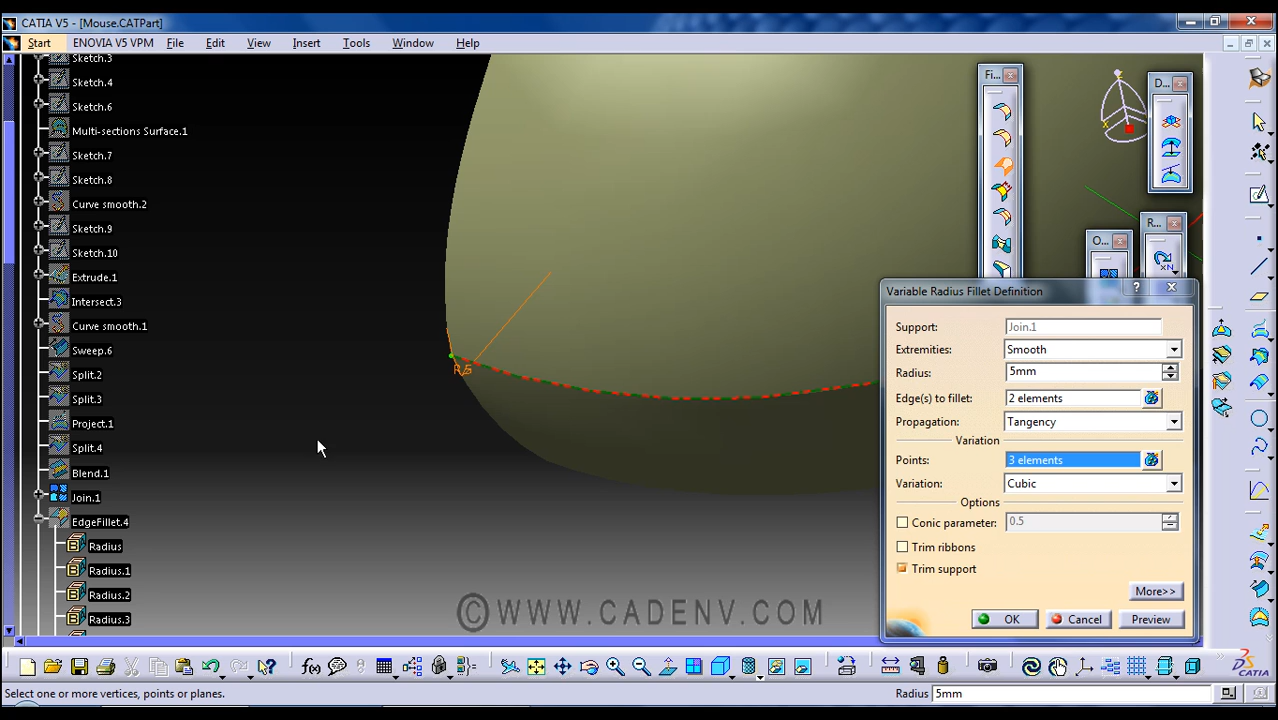 CATIA V5 - [Mouse.CATPart]
Start ENOVIA V5 VPM File Edit View Insert Tools Window Help
Sketch.3
Sketch.4
Sketch.6
Multi-sections Surface.1
Sketch.7
Sketch.8
Curve smooth.2
Sketch.9
Sketch.10
Extrude.1
Intersect.3
Curve smooth.1
Sweep.6
Split.2
Split.3
Project.1
Split.4
Blend.1
Join.1
EdgeFillet.4
Radius
Radius.1
Radius.2
Radius.3
R 5
Fi...
D...
O...
R...
z
x
Variable Radius Fillet Definition
Support: Join.1
Extremities: Smooth
Radius: 5mm
Edge(s) to fillet: 2 elements
Propagation: Tangency
Variation
Points: 3 elements
Variation: Cubic
Options
Conic parameter: 0.5
Trim ribbons
Trim support
More>>
OK Cancel Preview
©WWW.CADENV.COM
Select one or more vertices, points or planes.
Radius 5mm
CATIA